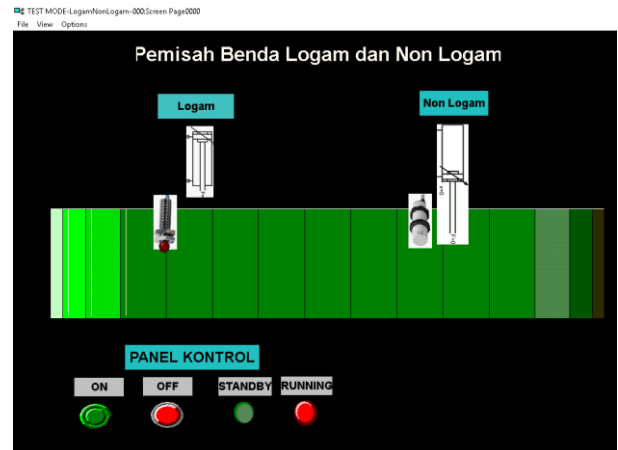 TEST MODE-LogamNonLogam-000:Screen Page0000
File View Options
Pemisah Benda Logam dan Non Logam
Logam
Non Logam
PANEL KONTROL
ON
OFF
STANDBY
RUNNING